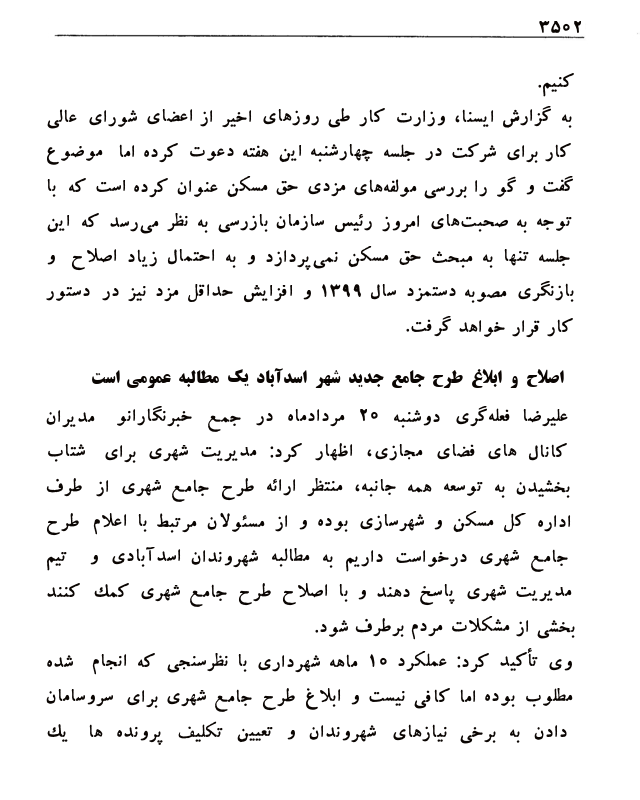 ۳۵۰۲
کنیم.
به گزارش ایسنا، وزارت کار طی روزهای اخیر از اعضای شورای عالی
کار برای شرکت در جلسه چهارشنبه این هفته دعوت کرده اما موضوع
گفت و گو را بررسی مولفه‌های مزدی حق مسکن عنوان کرده است که با
توجه به صحبت‌های امروز رئیس سازمان بازرسی به نظر می‌رسد که این
جلسه تنها به مبحث حق مسکن نمی‌پردازد و به احتمال زیاد اصلاح و
بازنگری مصوبه دستمزد سال ۱۳۹۹ و افزایش حداقل مزد نیز در دستور
کار قرار خواهد گرفت.
اصلاح و ابلاغ طرح جامع جدید شهر اسدآباد یک مطالبه عمومی است
علیرضا فعله‌گری دوشنبه ۲۰ مردادماه در جمع خبرنگارانو مدیران
کانال های فضای مجازی، اظهار کرد: مدیریت شهری برای شتاب
بخشیدن به توسعه همه جانبه، منتظر ارائه طرح جامع شهری از طرف
اداره کل مسکن و شهرسازی بوده و از مسئولان مرتبط با اعلام طرح
جامع شهری درخواست داریم به مطالبه شهروندان اسدآبادی و تیم
مدیریت شهری پاسخ دهند و با اصلاح طرح جامع شهری کمک کنند
بخشی از مشکلات مردم برطرف شود.
وی تأکید کرد: عملکرد ۱۰ ماهه شهرداری با نظرسنجی که انجام شده
مطلوب بوده اما کافی نیست و ابلاغ طرح جامع شهری برای سروسامان
دادن به برخی نیازهای شهروندان و تعیین تکلیف پرونده ها یک